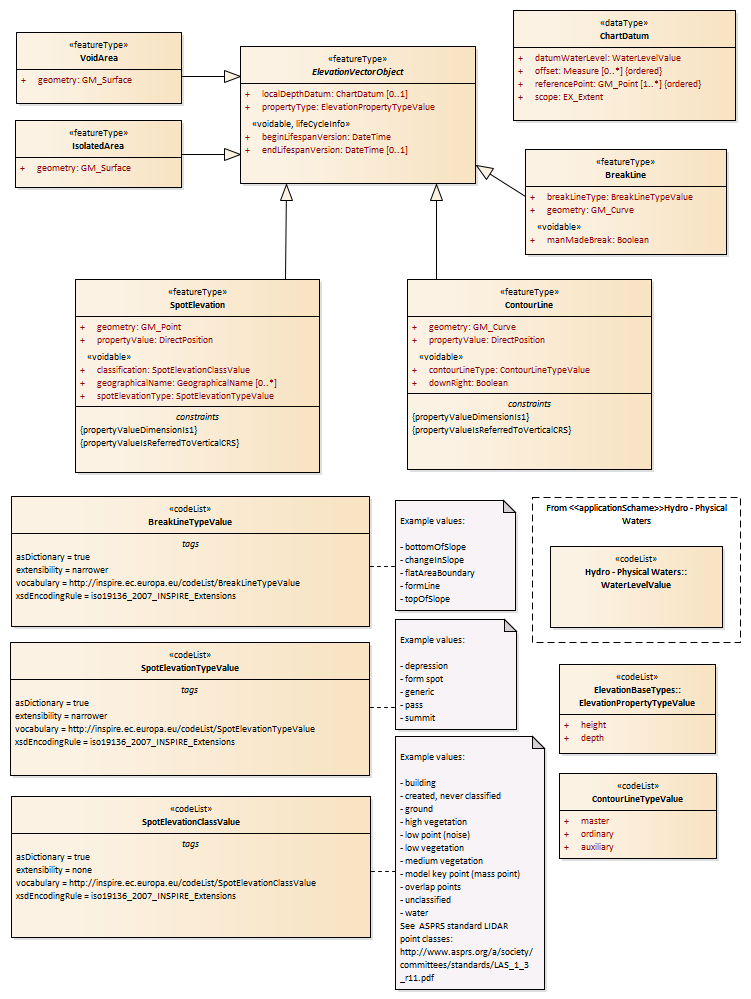 «featureType»
VoidArea
+ geometry: GM_Surface
«featureType»
IsolatedArea
+ geometry: GM_Surface
«featureType»
ElevationVectorObject
+ localDepthDatum: ChartDatum [0..1]
+ propertyType: ElevationPropertyTypeValue
«voidable, lifeCycleInfo»
+ beginLifespanVersion: DateTime
+ endLifespanVersion: DateTime [0..1]
«dataType»
ChartDatum
+ datumWaterLevel: WaterLevelValue
+ offset: Measure [0..*] {ordered}
+ referencePoint: GM_Point [1..*] {ordered}
+ scope: EX_Extent
«featureType»
BreakLine
+ breakLineType: BreakLineTypeValue
+ geometry: GM_Curve
«voidable»
+ manMadeBreak: Boolean
«featureType»
SpotElevation
+ geometry: GM_Point
+ propertyValue: DirectPosition
«voidable»
+ classification: SpotElevationClassValue
+ geographicalName: GeographicalName [0..*]
+ spotElevationType: SpotElevationTypeValue
constraints
{propertyValueDimensionIs1}
{propertyValueIsReferredToVerticalCRS}
«featureType»
ContourLine
+ geometry: GM_Curve
+ propertyValue: DirectPosition
«voidable»
+ contourLineType: ContourLineTypeValue
+ downRight: Boolean
constraints
{propertyValueDimensionIs1}
{propertyValueIsReferredToVerticalCRS}
«codeList»
BreakLineTypeValue
tags
asDictionary = true
extensibility = narrower
vocabulary = http://inspire.ec.europa.eu/codeList/BreakLineTypeValue
xsdEncodingRule = iso19136_2007_INSPIRE_Extensions
Example values:
- bottomOfSlope
- changeInSlope
- flatAreaBoundary
- formLine
- topOfSlope
From <<applicationSchame>>Hydro - Physical
Waters
«codeList»
Hydro - Physical Waters::
WaterLevelValue
«codeList»
SpotElevationTypeValue
tags
asDictionary = true
extensibility = narrower
vocabulary = http://inspire.ec.europa.eu/codeList/SpotElevationTypeValue
xsdEncodingRule = iso19136_2007_INSPIRE_Extensions
Example values:
- depression
- form spot
- generic
- pass
- summit
«codeList»
ElevationBaseTypes::
ElevationPropertyTypeValue
+ height
+ depth
«codeList»
SpotElevationClassValue
tags
asDictionary = true
extensibility = none
vocabulary = http://inspire.ec.europa.eu/codeList/SpotElevationClassValue
xsdEncodingRule = iso19136_2007_INSPIRE_Extensions
Example values:
- building
- created, never classified
- ground
- high vegetation
- low point (noise)
- low vegetation
- medium vegetation
- model key point (mass point)
- overlap points
- unclassified
- water
See ASPRS standard LIDAR
point classes:
http://www.asprs.org/a/society/
committees/standards/LAS_1_3
_r11.pdf
«codeList»
ContourLineTypeValue
+ master
+ ordinary
+ auxiliary